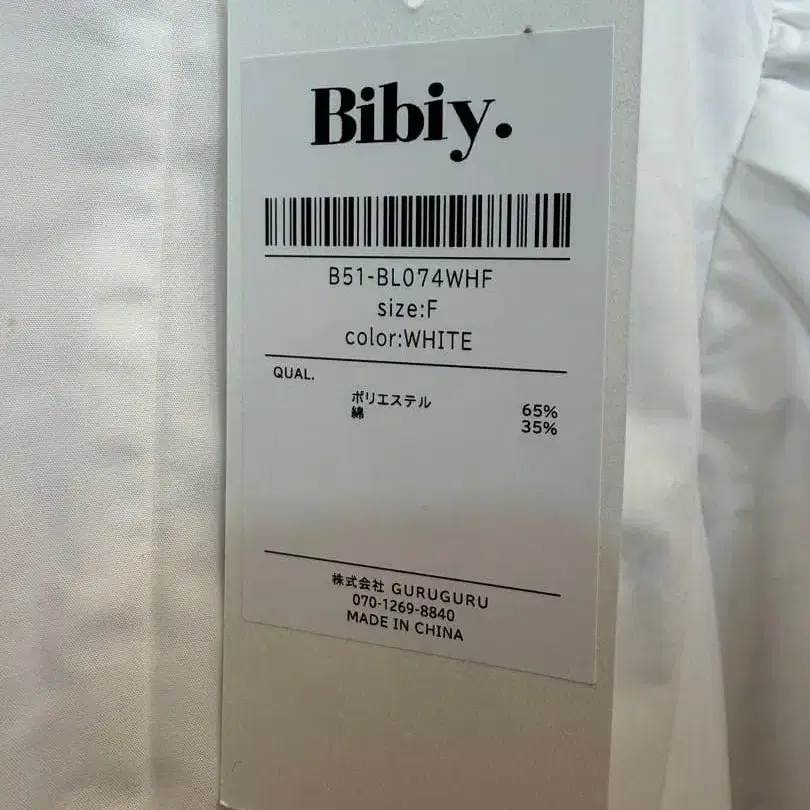 Bibiy.
B51-BL074WHF
size:F
color:WHITE
QUAL.
ポリエステル 65%
綿 35%
株式会社 GURUGURU
070-1269-8840
MADE IN CHINA